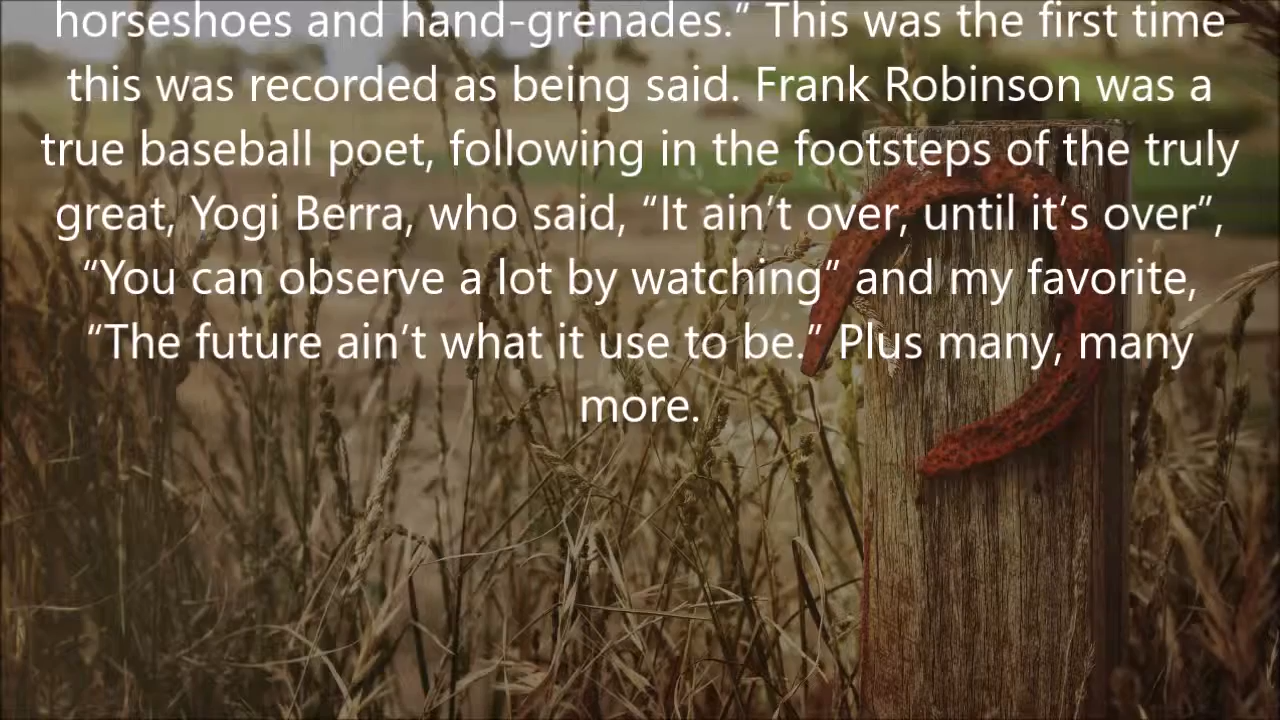 horseshoes and hand-grenades.” This was the first time
this was recorded as being said. Frank Robinson was a
true baseball poet, following in the footsteps of the truly
great, Yogi Berra, who said, “It ain’t over, until it’s over”,
“You can observe a lot by watching” and my favorite,
“The future ain’t what it use to be.” Plus many, many
more.